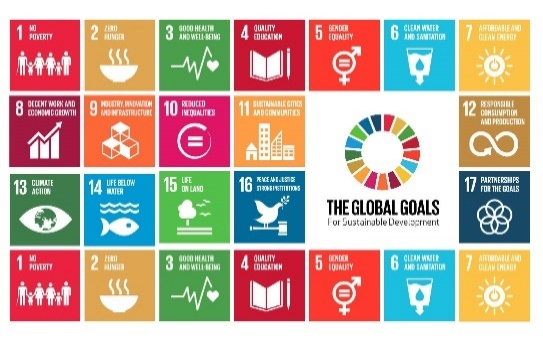 1 NO POVERTY
2 ZERO HUNGER
3 GOOD HEALTH AND WELL-BEING
4 QUALITY EDUCATION
5 GENDER EQUALITY
6 CLEAN WATER AND SANITATION
7 AFFORDABLE AND CLEAN ENERGY
8 DECENT WORK AND ECONOMIC GROWTH
9 INDUSTRY, INNOVATION AND INFRASTRUCTURE
10 REDUCED INEQUALITIES
11 SUSTAINABLE CITIES AND COMMUNITIES
12 RESPONSIBLE CONSUMPTION AND PRODUCTION
13 CLIMATE ACTION
14 LIFE BELOW WATER
15 LIFE ON LAND
16 PEACE AND JUSTICE STRONG INSTITUTIONS
THE GLOBAL GOALS
For Sustainable Development
17 PARTNERSHIPS FOR THE GOALS
1 NO POVERTY
2 ZERO HUNGER
3 GOOD HEALTH AND WELL-BEING
4 QUALITY EDUCATION
5 GENDER EQUALITY
6 CLEAN WATER AND SANITATION
7 AFFORDABLE AND CLEAN ENERGY